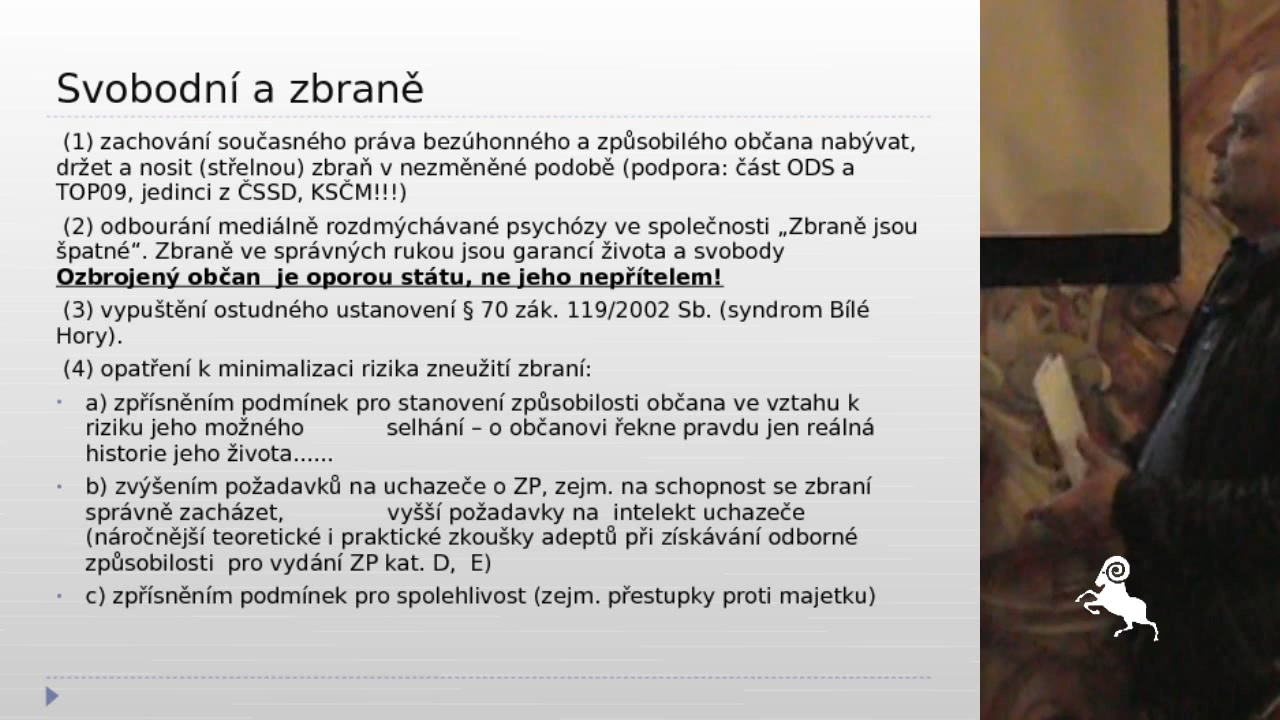 Svobodní a zbraně
(1) zachování současného práva bezúhonného a způsobilého občana nabývat,
držet a nosit (střelnou) zbraň v nezměněné podobě (podpora: část ODS a
TOP09, jedinci z ČSSD, KSČM!!!)
(2) odbourání mediálně rozdmýchávané psychózy ve společnosti „Zbraně jsou
špatné“. Zbraně ve správných rukou jsou garancí života a svobody
Ozbrojený občan je oporou státu, ne jeho nepřítelem!
(3) vypuštění ostudného ustanovení § 70 zák. 119/2002 Sb. (syndrom Bílé
Hory).
(4) opatření k minimalizaci rizika zneužití zbraní:
a) zpřísněním podmínek pro stanovení způsobilosti občana ve vztahu k
riziku jeho možného selhání – o občanovi řekne pravdu jen reálná
historie jeho života......
b) zvýšením požadavků na uchazeče o ZP, zejm. na schopnost se zbraní
správně zacházet, vyšší požadavky na intelekt uchazeče
(náročnější teoretické i praktické zkoušky adeptů při získávání odborné
způsobilosti pro vydání ZP kat. D, E)
c) zpřísněním podmínek pro spolehlivost (zejm. přestupky proti majetku)